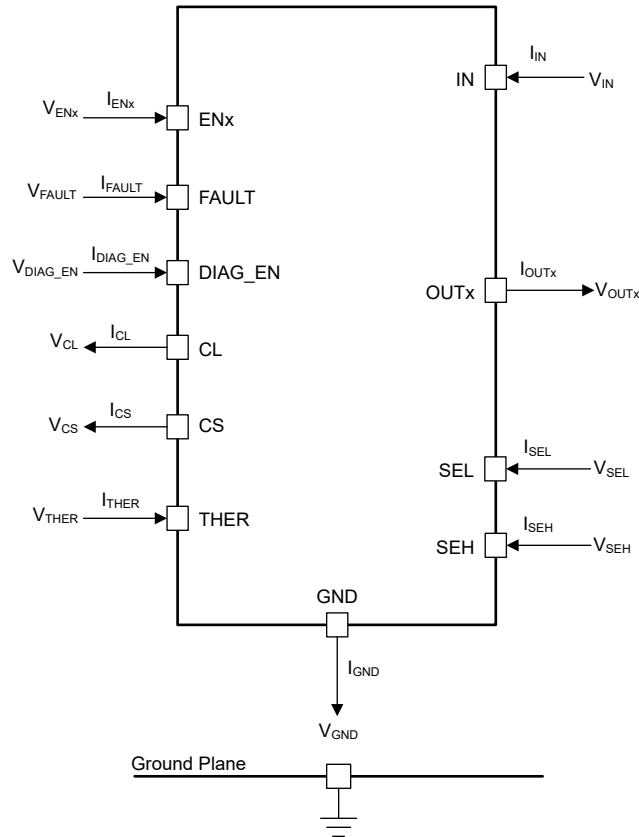 I_IN
IN
V_IN
V_ENx
I_ENx
ENx
V_FAULT
I_FAULT
FAULT
V_DIAG_EN
I_DIAG_EN
DIAG_EN
I_OUTx
OUTx
V_OUTx
V_CL
I_CL
CL
V_CS
I_CS
CS
I_SEL
SEL
V_SEL
V_THER
I_THER
THER
I_SEH
SEH
V_SEH
GND
I_GND
V_GND
Ground Plane